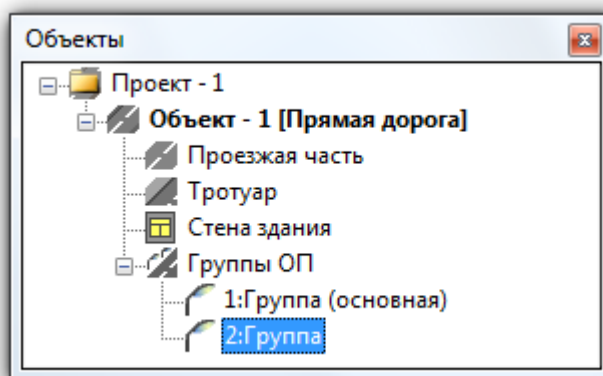 Объекты
Проект - 1
Объект - 1 [Прямая дорога]
Проезжая часть
Тротуар
Стена здания
Группы ОП
1:Группа (основная)
2:Группа